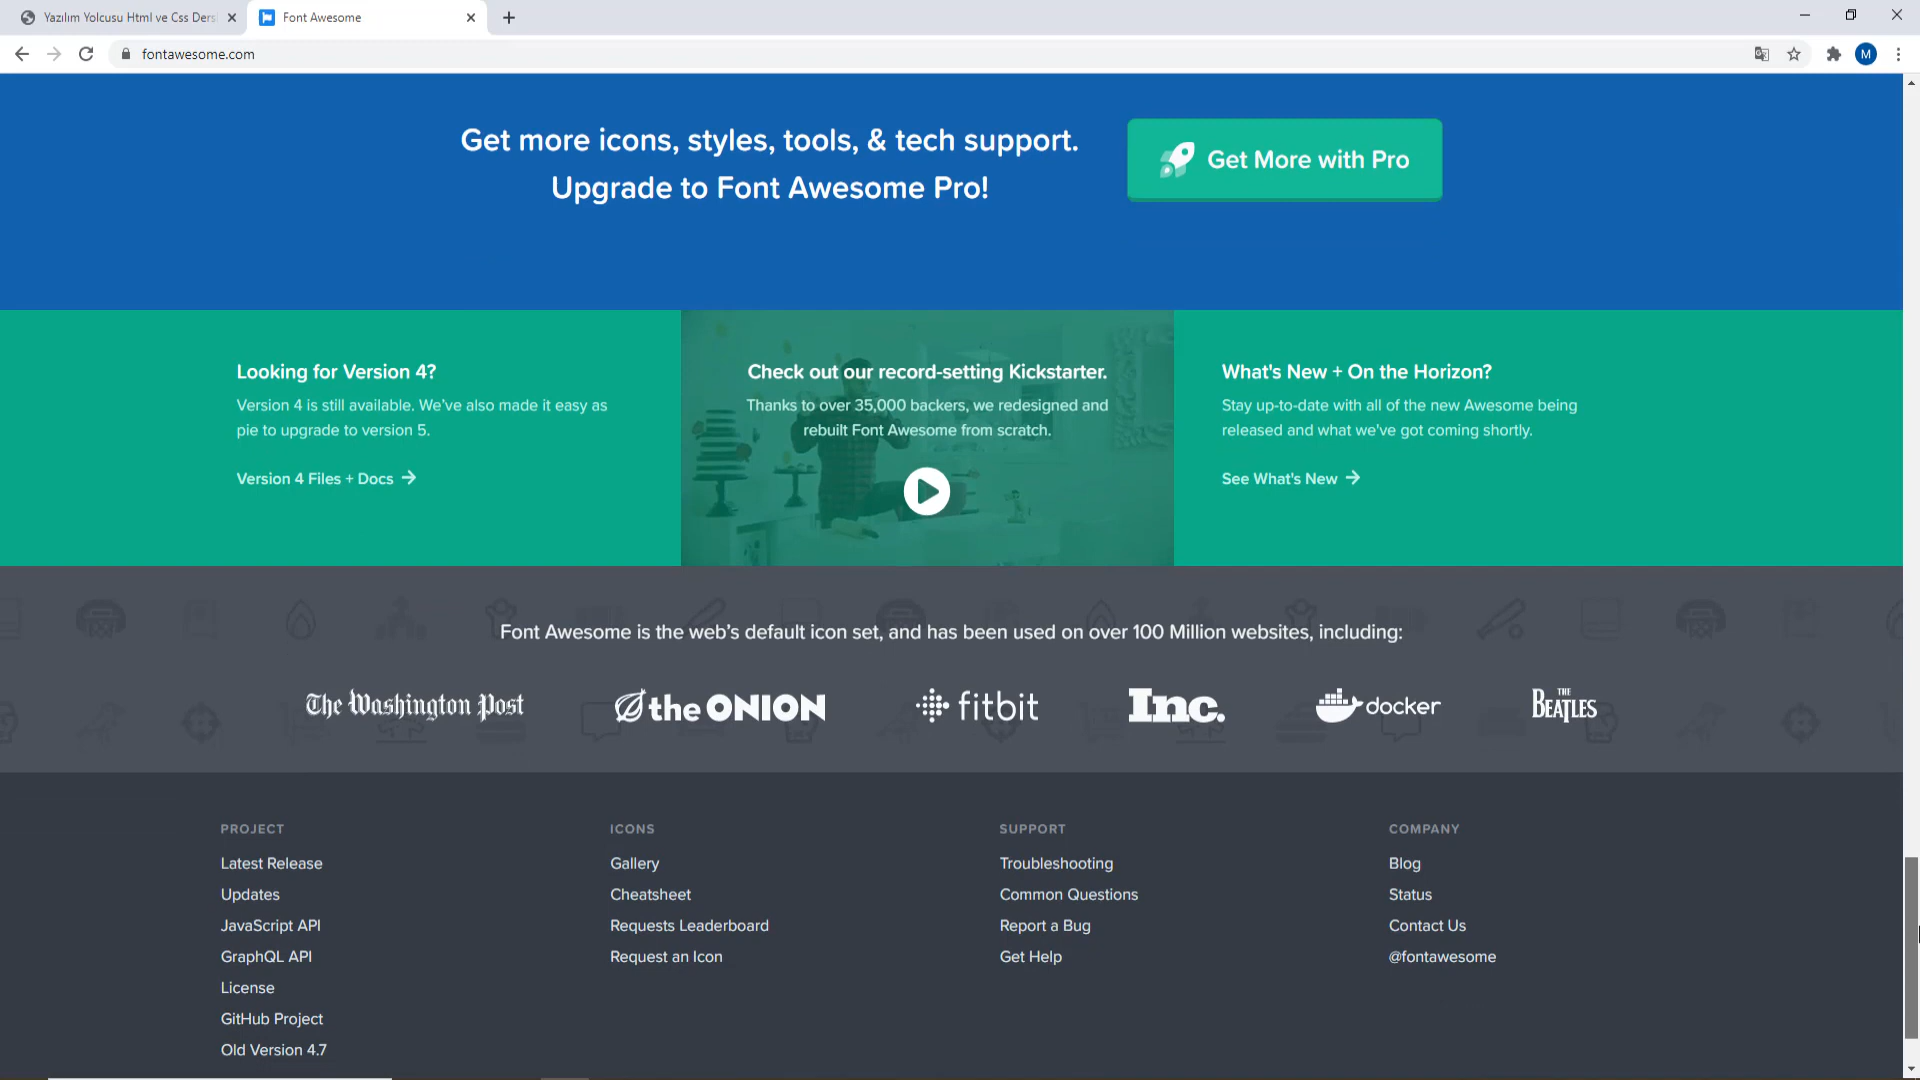 Yazılım Yolcusu Html ve Css Ders
Font Awesome
fontawesome.com
M
Get more icons, styles, tools, & tech support.
Upgrade to Font Awesome Pro!
Get More with Pro
Looking for Version 4?
Version 4 is still available. We've also made it easy as
pie to upgrade to version 5.
Version 4 Files + Docs
Check out our record-setting Kickstarter.
Thanks to over 35,000 backers, we redesigned and
rebuilt Font Awesome from scratch.
What's New + On the Horizon?
Stay up-to-date with all of the new Awesome being
released and what we've got coming shortly.
See What's New
Font Awesome is the web's default icon set, and has been used on over 100 Million websites, including:
The Washington Post
the ONION
fitbit
Inc.
docker
THE
BEATLES
PROJECT
Latest Release
Updates
JavaScript API
GraphQL API
License
GitHub Project
Old Version 4.7
ICONS
Gallery
Cheatsheet
Requests Leaderboard
Request an Icon
SUPPORT
Troubleshooting
Common Questions
Report a Bug
Get Help
COMPANY
Blog
Status
Contact Us
@fontawesome